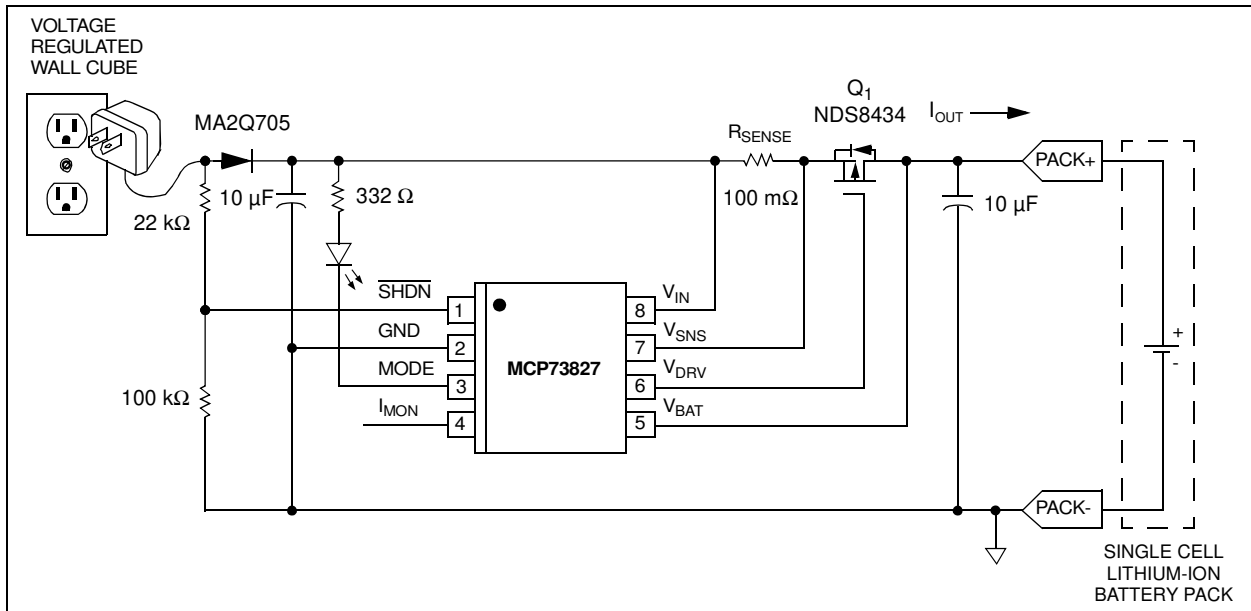 VOLTAGE
REGULATED
WALL CUBE
MA2Q705
Q1
NDS8434
IOUT
RSENSE
100 mΩ
PACK+
22 kΩ
10 µF
332 Ω
10 µF
SHDN
1
GND
2
MODE
3
IMON
4
MCP73827
8
VIN
7
VSNS
6
VDRV
5
VBAT
100 kΩ
+
-
PACK-
SINGLE CELL
LITHIUM-ION
BATTERY PACK